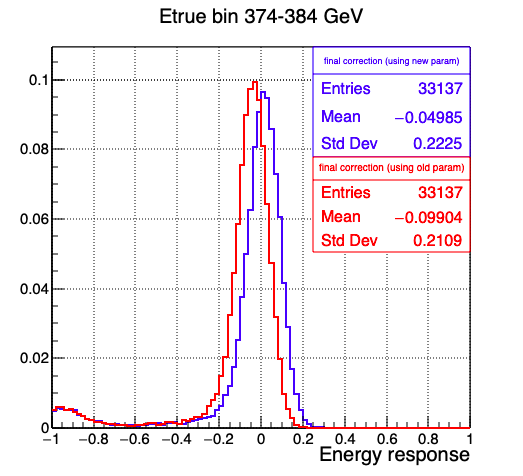 Etrue bin 374-384 GeV
final correction (using new param)
Entries 33137
Mean −0.04985
Std Dev 0.2225
final correction (using old param)
Entries 33137
Mean −0.09904
Std Dev 0.2109
0.1
0.08
0.06
0.04
0.02
0
−1 −0.8 −0.6 −0.4 −0.2 0 0.2 0.4 0.6 0.8 1
Energy response